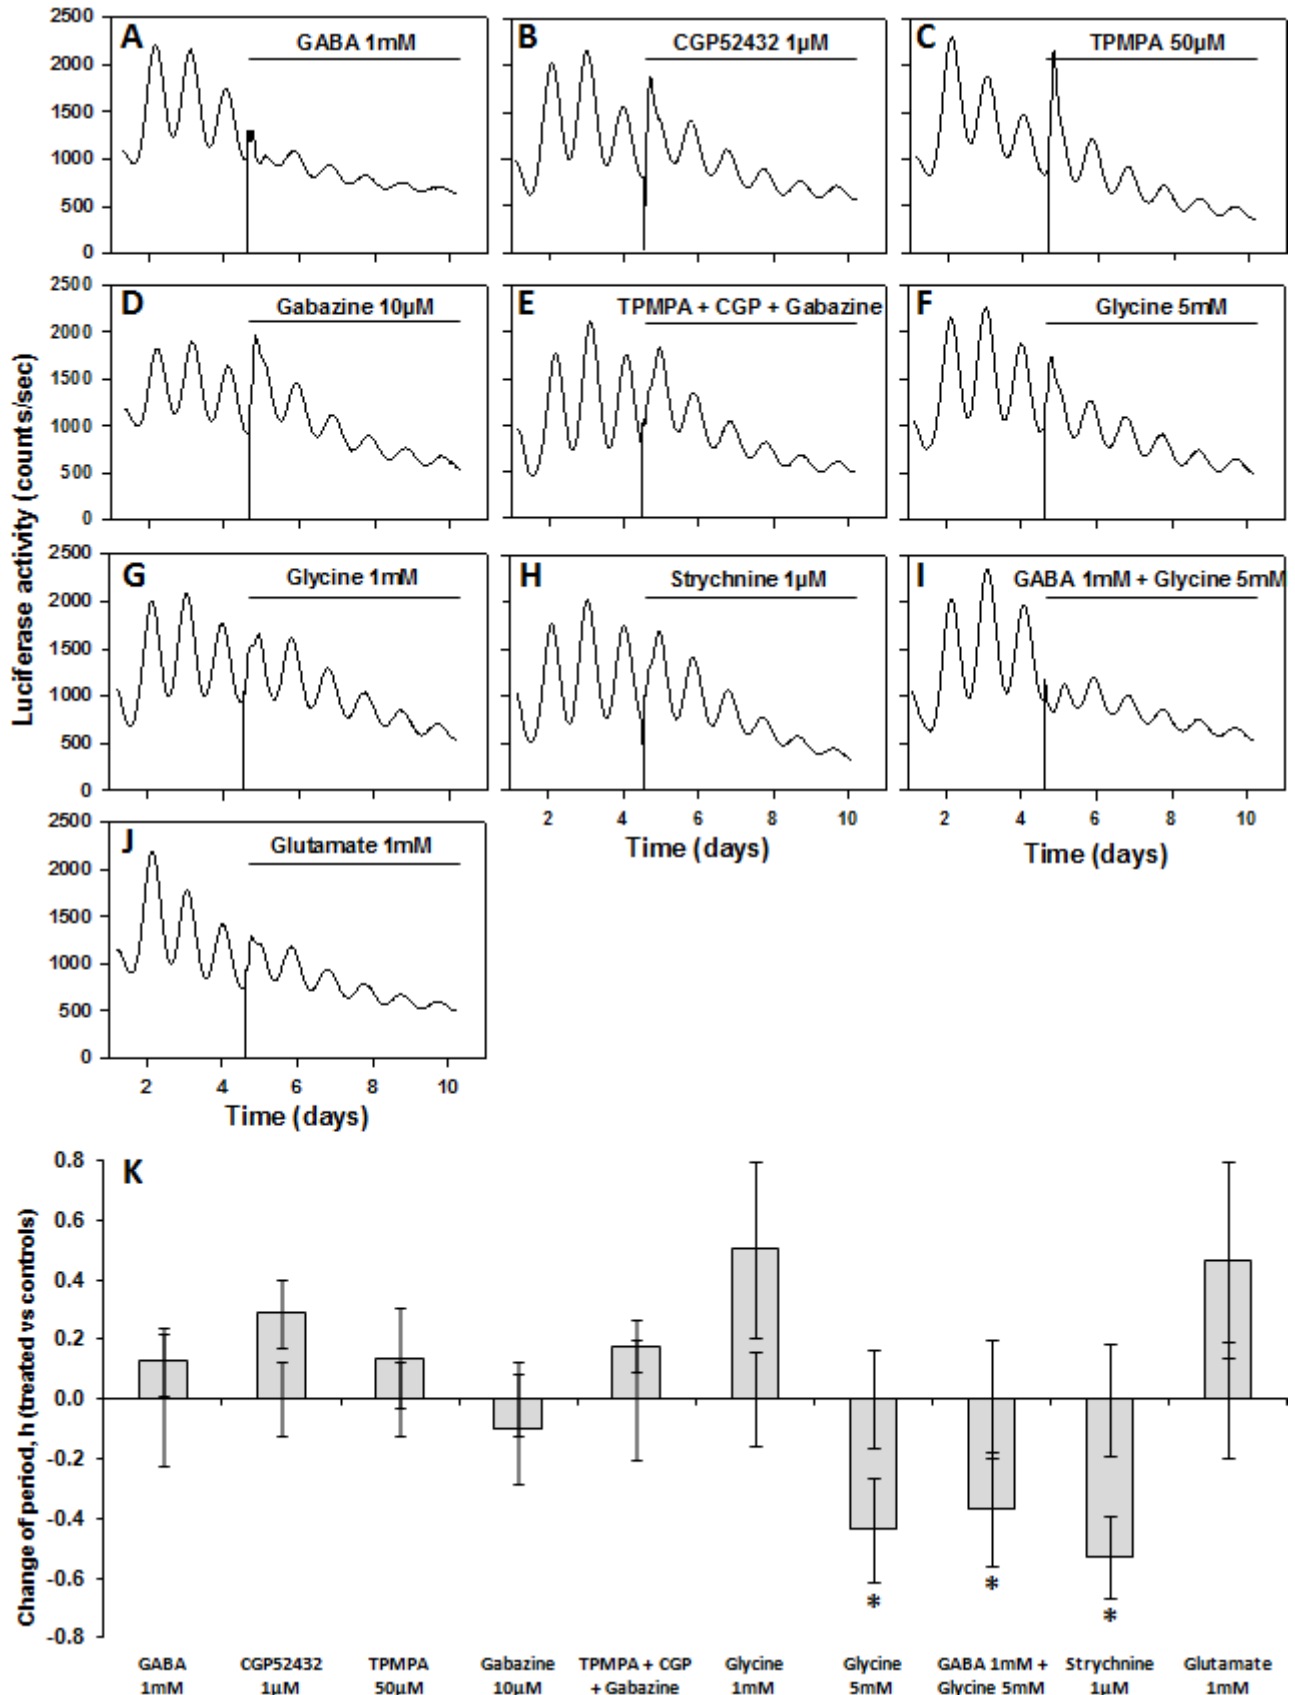 A GABA 1mM
B CGP52432 1µM
C TPMPA 50µM
2500
2000
1500
1000
500
0
D Gabazine 10µM
E TPMPA + CGP + Gabazine
F Glycine 5mM
2500
2000
1500
1000
500
0
Luciferase activity (counts/sec)
G Glycine 1mM
H Strychnine 1µM
I GABA 1mM + Glycine 5mM
2500
2000
1500
1000
500
0
2 4 6 8 10
Time (days)
2 4 6 8 10
Time (days)
J Glutamate 1mM
2500
2000
1500
1000
500
0
2 4 6 8 10
Time (days)
K
Change of period, h (treated vs controls)
0.8
0.6
0.4
0.2
0.0
-0.2
-0.4
-0.6
-0.8
* * *
GABA
1mM
CGP52432
1µM
TPMPA
50µM
Gabazine
10µM
TPMPA + CGP
+ Gabazine
Glycine
1mM
Glycine
5mM
GABA 1mM +
Glycine 5mM
Strychnine
1µM
Glutamate
1mM